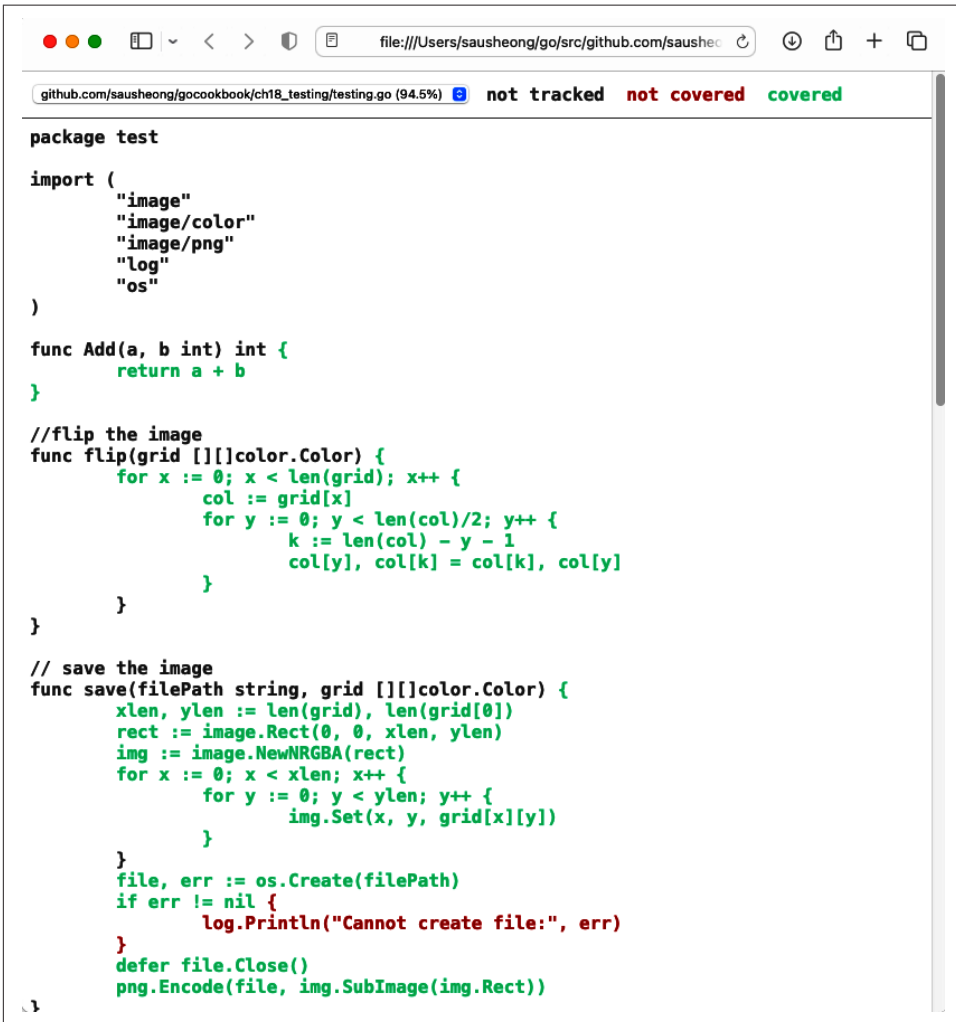 file:///Users/sausheong/go/src/github.com/saushec
github.com/sausheong/gocookbook/ch18_testing/testing.go (94.5%) not tracked not covered covered
package test
import (
"image"
"image/color"
"image/png"
"log"
"os"
)
func Add(a, b int) int {
return a + b
}
//flip the image
func flip(grid [][]color.Color) {
for x := 0; x < len(grid); x++ {
col := grid[x]
for y := 0; y < len(col)/2; y++ {
k := len(col) - y - 1
col[y], col[k] = col[k], col[y]
}
}
}
// save the image
func save(filePath string, grid [][]color.Color) {
xlen, ylen := len(grid), len(grid[0])
rect := image.Rect(0, 0, xlen, ylen)
img := image.NewNRGBA(rect)
for x := 0; x < xlen; x++ {
for y := 0; y < ylen; y++ {
img.Set(x, y, grid[x][y])
}
}
file, err := os.Create(filePath)
if err != nil {
log.Println("Cannot create file:", err)
}
defer file.Close()
png.Encode(file, img.SubImage(img.Rect))
}